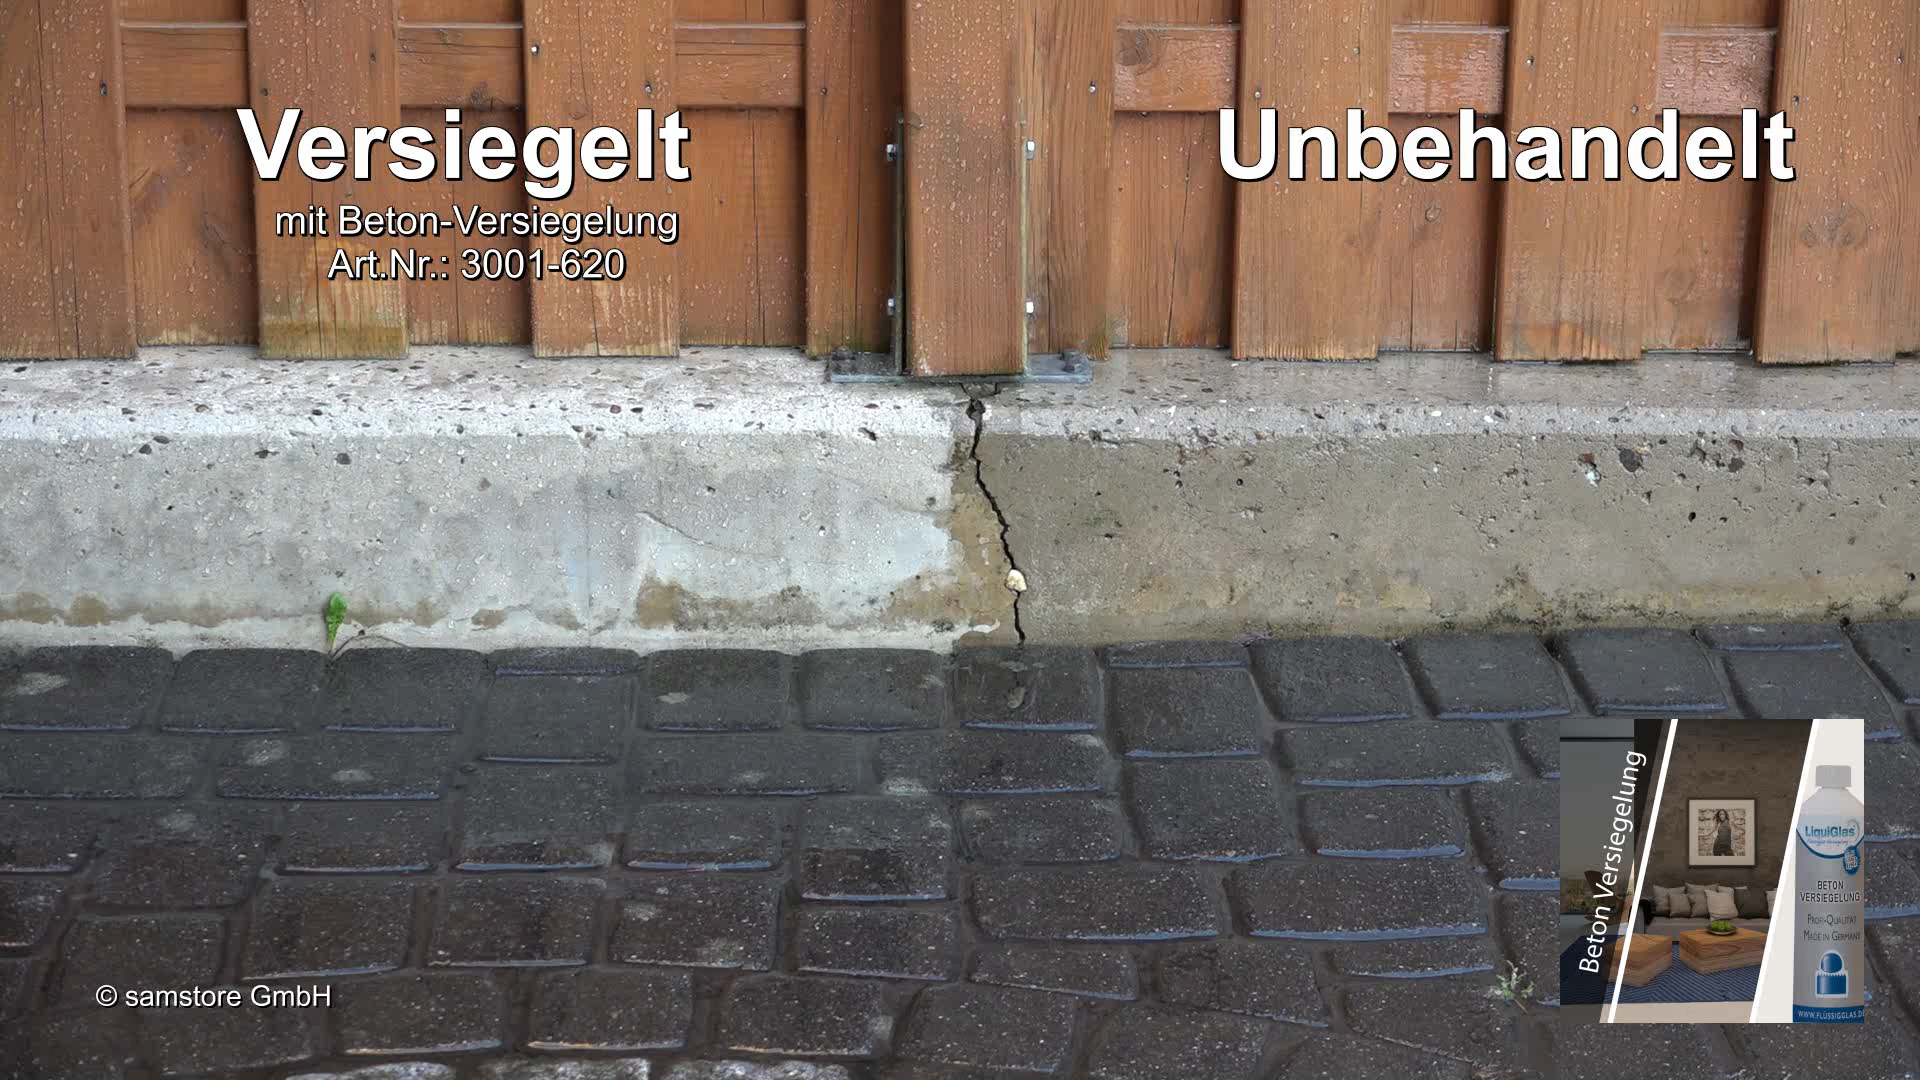 Versiegelt
mit Beton-Versiegelung
Art.Nr.: 3001-620
Unbehandelt
Beton Versiegelung
LiquiGlas
BETON
VERSIEGELUNG
PROFI-QUALITÄT
MADE IN GERMANY
WWW.FLÜSSIGGLAS.DE
© samstore GmbH